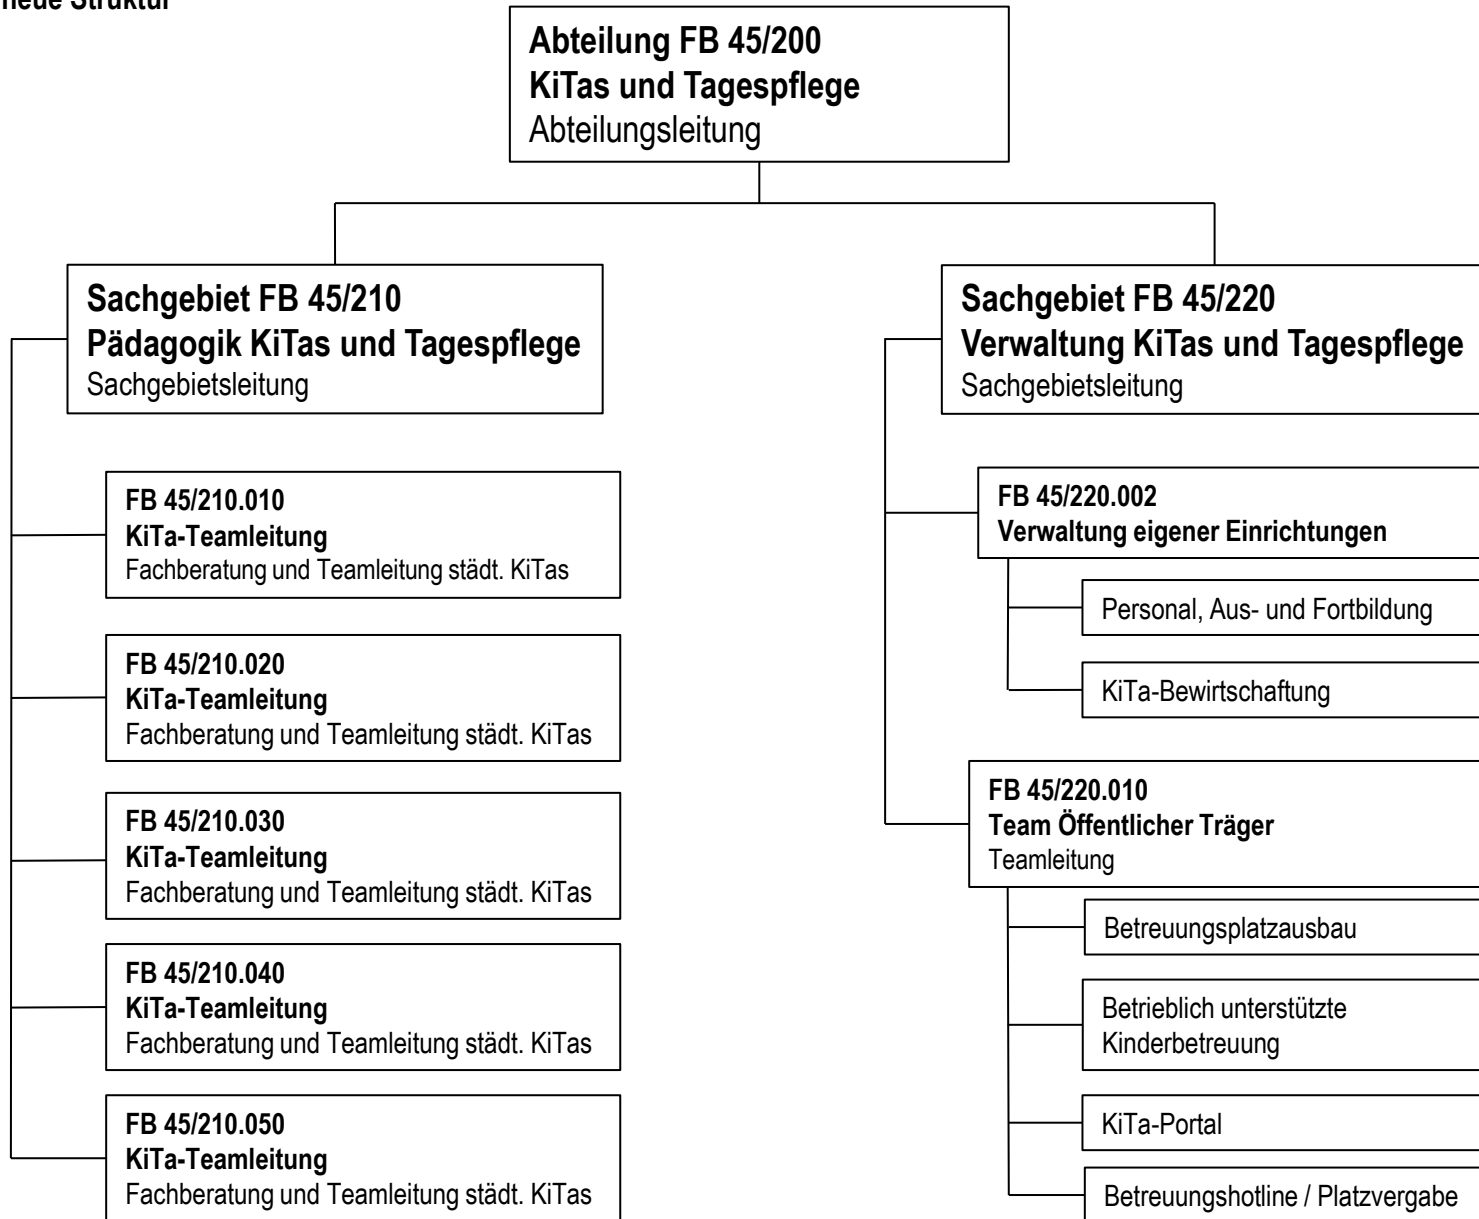 neue Struktur
Abteilung FB 45/200
KiTas und Tagespflege
Abteilungsleitung
Sachgebiet FB 45/210
Pädagogik KiTas und Tagespflege
Sachgebietsleitung
FB 45/210.010
KiTa-Teamleitung
Fachberatung und Teamleitung städt. KiTas
FB 45/210.020
KiTa-Teamleitung
Fachberatung und Teamleitung städt. KiTas
FB 45/210.030
KiTa-Teamleitung
Fachberatung und Teamleitung städt. KiTas
FB 45/210.040
KiTa-Teamleitung
Fachberatung und Teamleitung städt. KiTas
FB 45/210.050
KiTa-Teamleitung
Fachberatung und Teamleitung städt. KiTas
Sachgebiet FB 45/220
Verwaltung KiTas und Tagespflege
Sachgebietsleitung
FB 45/220.002
Verwaltung eigener Einrichtungen
Personal, Aus- und Fortbildung
KiTa-Bewirtschaftung
FB 45/220.010
Team Öffentlicher Träger
Teamleitung
Betreuungsplatzausbau
Betrieblich unterstützte
Kinderbetreuung
KiTa-Portal
Betreuungshotline / Platzvergabe